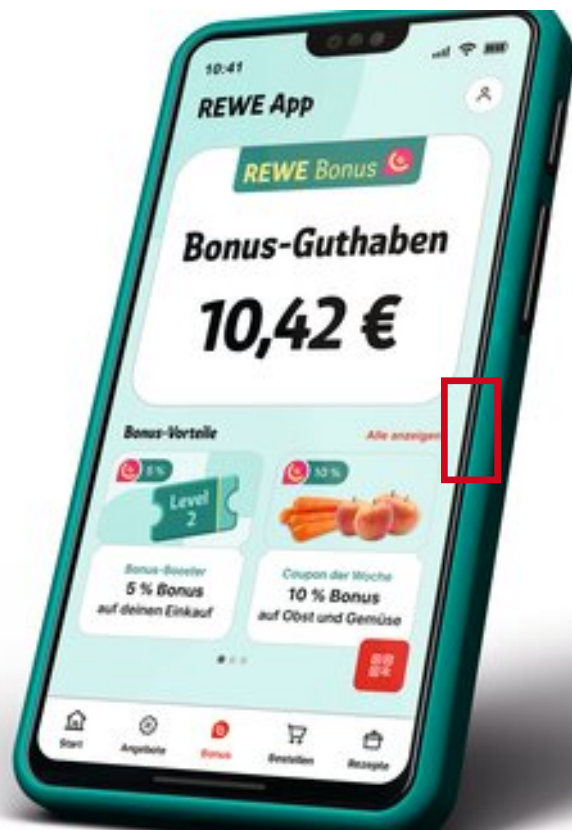 10:41
REWE App
REWE Bonus
Bonus-Guthaben
10,42 €
Bonus-Vorteile
Alle anzeigen
5 %
10 %
Level
2
Bonus-Booster
Coupon der Woche
5 % Bonus
10 % Bonus
auf deinen Einkauf
auf Obst und Gemüse
Start
Angebote
Bonus
Bestellen
Rezepte